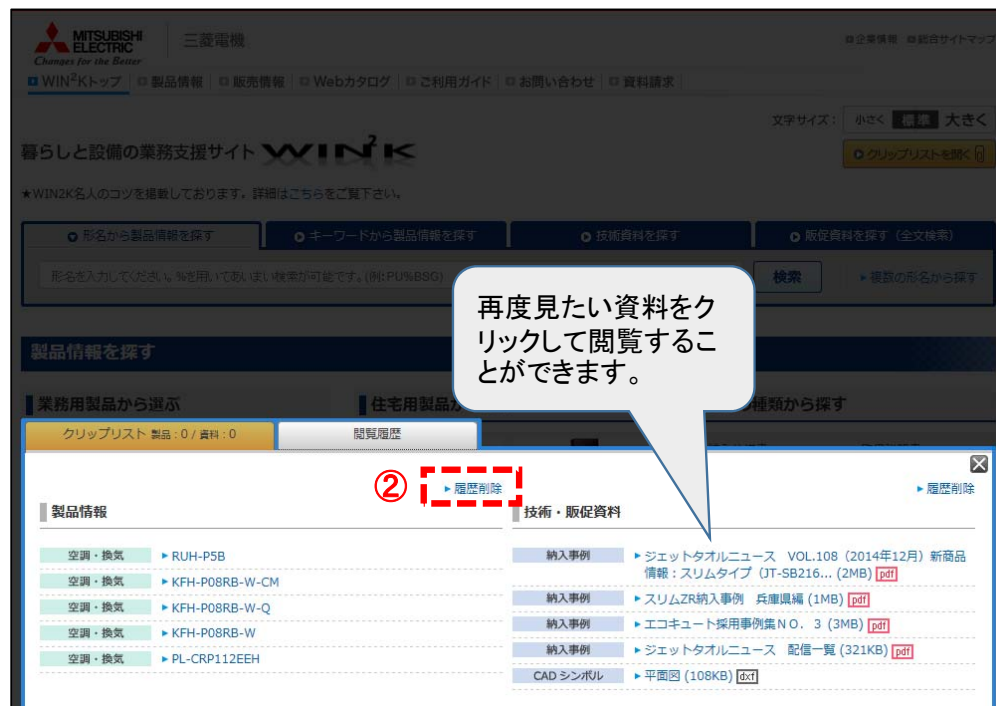 MITSUBISHI
ELECTRIC
Changes for the Better
三菱電機
企業情報 総合サイトマップ
WIN²Kトップ 製品情報 販売情報 Webカタログ ご利用ガイド お問い合わせ 資料請求
文字サイズ： 小さく 標準 大きく
暮らしと設備の業務支援サイト WIN²K
クリップリストを開く 0
★WIN2K名人のコツを掲載しております。詳細はこちらをご覧下さい。
形名から製品情報を探す キーワードから製品情報を探す 技術資料を探す 販促資料を探す（全文検索）
形名を入力してください。%を用いてあいまい検索が可能です。(例:PU%BSG)
検索 複数の形名から探す
再度見たい資料をク
リックして閲覧するこ
とができます。
製品情報を探す
業務用製品から選ぶ 住宅用製品か 種類から探す
クリップリスト 製品：0 / 資料：0 閲覧履歴
② 履歴削除 履歴削除
製品情報
空調・換気 RUH-P5B
空調・換気 KFH-P08RB-W-CM
空調・換気 KFH-P08RB-W-Q
空調・換気 KFH-P08RB-W
空調・換気 PL-CRP112EEH
技術・販促資料
納入事例 ジェットタオルニュース VOL.108（2014年12月）新商品
情報：スリムタイプ（JT-SB216... (2MB) pdf
納入事例 スリムZR納入事例 兵庫県編 (1MB) pdf
納入事例 エコキュート採用事例集ＮＯ．３ (3MB) pdf
納入事例 ジェットタオルニュース 配信一覧 (321KB) pdf
CAD シンボル 平面図 (108KB) dxf